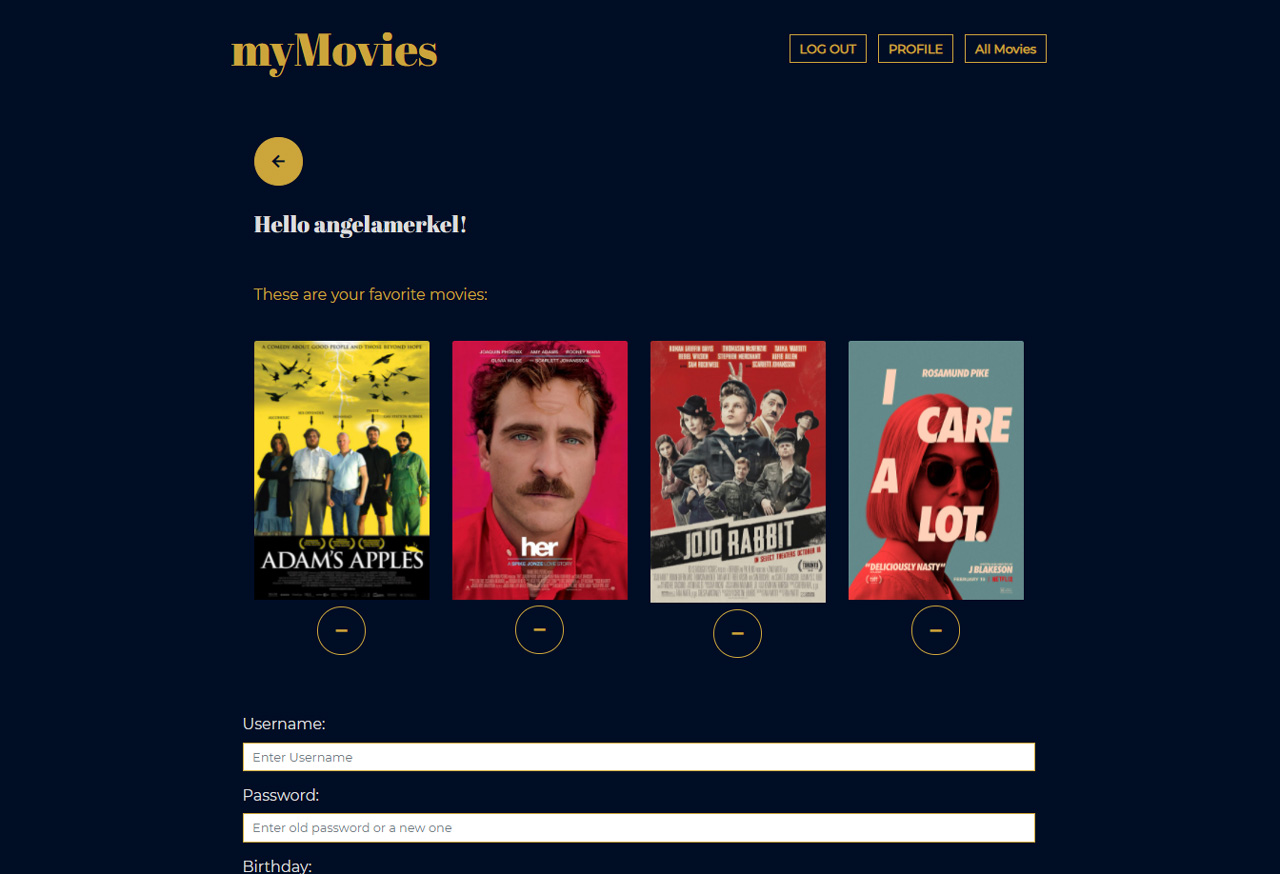 myMovies
LOG OUT
PROFILE
All Movies
Hello angelamerkel!
These are your favorite movies:
A COMEDY ABOUT GOOD PEOPLE AND THOSE BEYOND HOPE
ADAM'S APPLES
JOAQUIN PHOENIX AMY ADAMS ROONEY MARA
OLIVIA WILDE AND SCARLETT JOHANSSON
her
A SPIKE JONZE LOVE STORY
ROMAN GRIFFIN DAVIS THOMASIN McKENZIE TAIKA WAITITI
REBEL WILSON STEPHEN MERCHANT ALFIE ALLEN
SAM ROCKWELL SCARLETT JOHANSSON
JOJO RABBIT
IN SELECT THEATERS OCTOBER 18
ROSAMUND PIKE
I
CARE
A
LOT.
"DELICIOUSLY NASTY"
J BLAKESON
FEBRUARY 19 NETFLIX
Username:
Enter Username
Password:
Enter old password or a new one
Birthday: